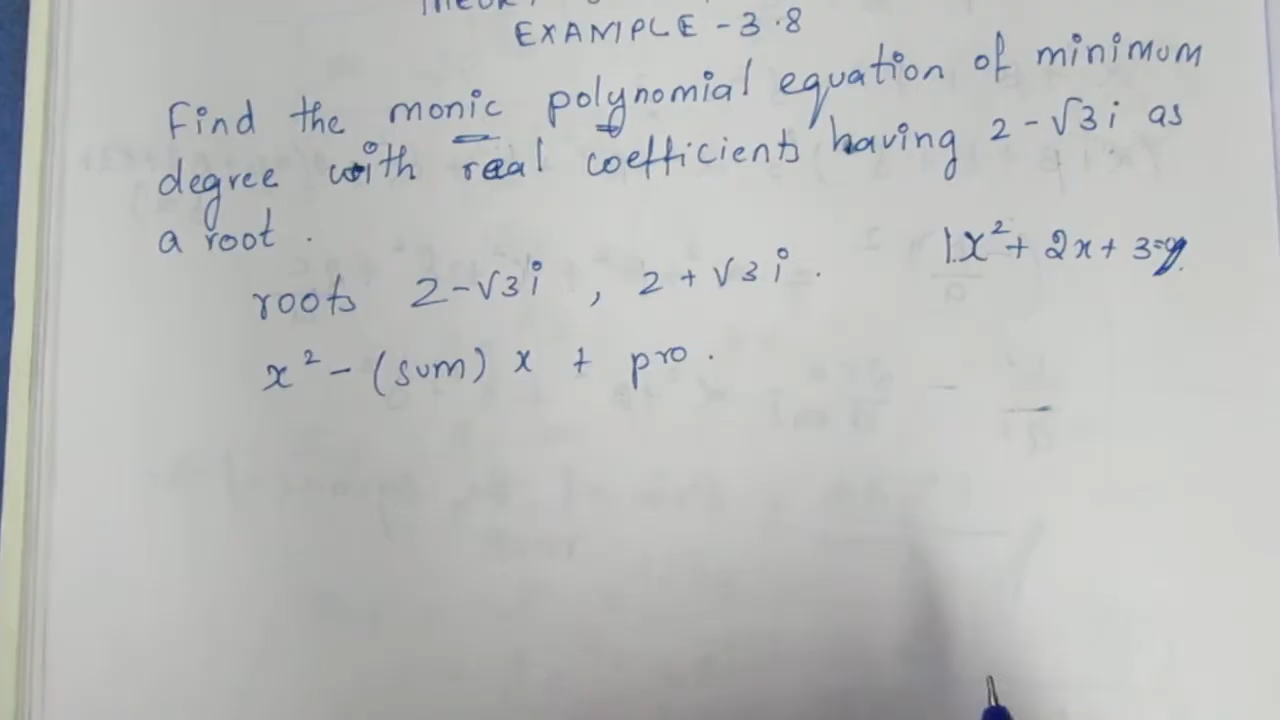 EXAMPLE - 3.8
Find the monic polynomial equation of minimum
degree with real coefficients having 2 - √3 i as
a root .
1.x² + 2x + 3=0
roots 2-√3 i , 2 + √3 i .
x² - (sum) x + pro .